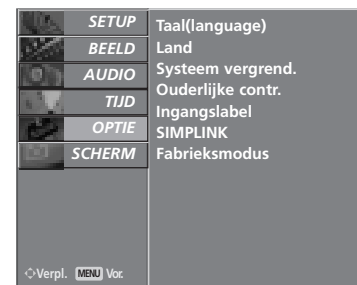 SETUP
BEELD
AUDIO
TIJD
OPTIE
SCHERM
Taal(language)
Land
Systeem vergrend.
Ouderlijke contr.
Ingangslabel
SIMPLINK
Fabrieksmodus
Verpl. MENU Vor.